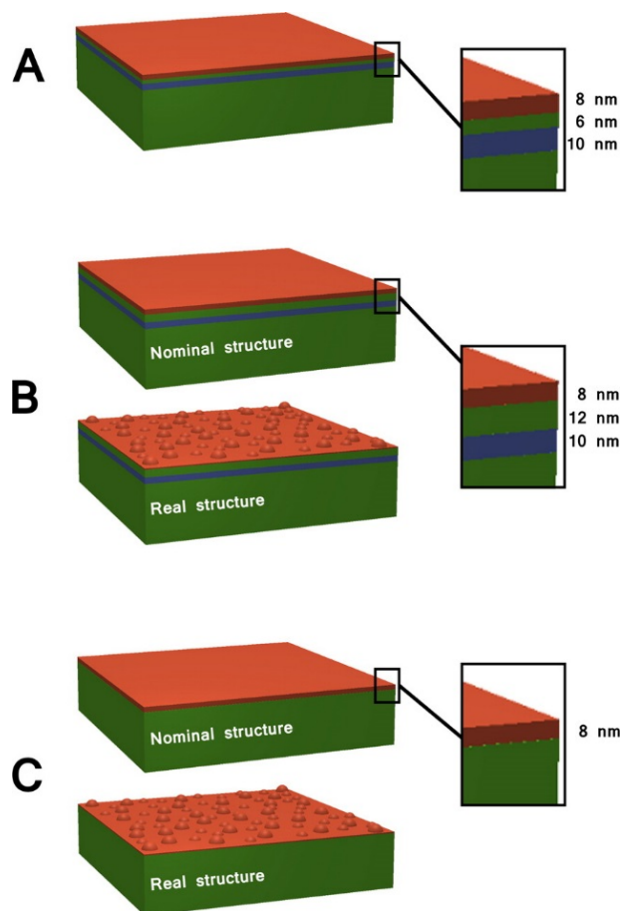 A
8 nm
6 nm
10 nm
Nominal structure
B
8 nm
12 nm
10 nm
Real structure
Nominal structure
8 nm
C
Real structure